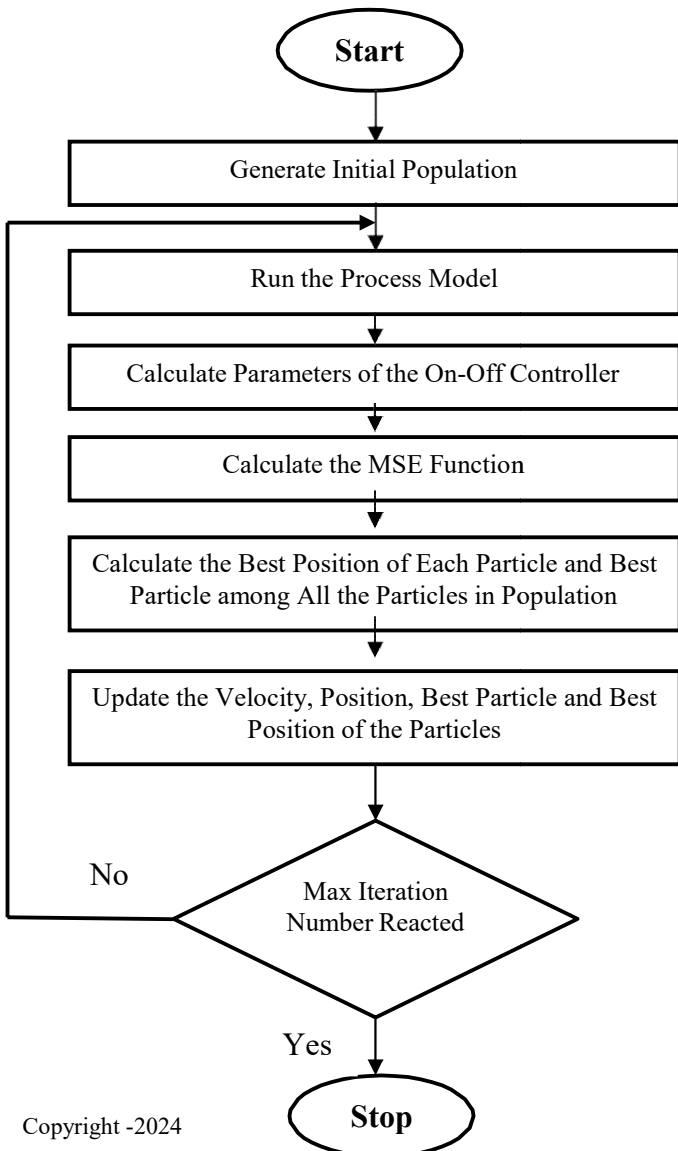 Start
Generate Initial Population
Run the Process Model
Calculate Parameters of the On-Off Controller
Calculate the MSE Function
Calculate the Best Position of Each Particle and Best
Particle among All the Particles in Population
Update the Velocity, Position, Best Particle and Best
Position of the Particles
No
Max Iteration
Number Reacted
Yes
Stop
Copyright -2024